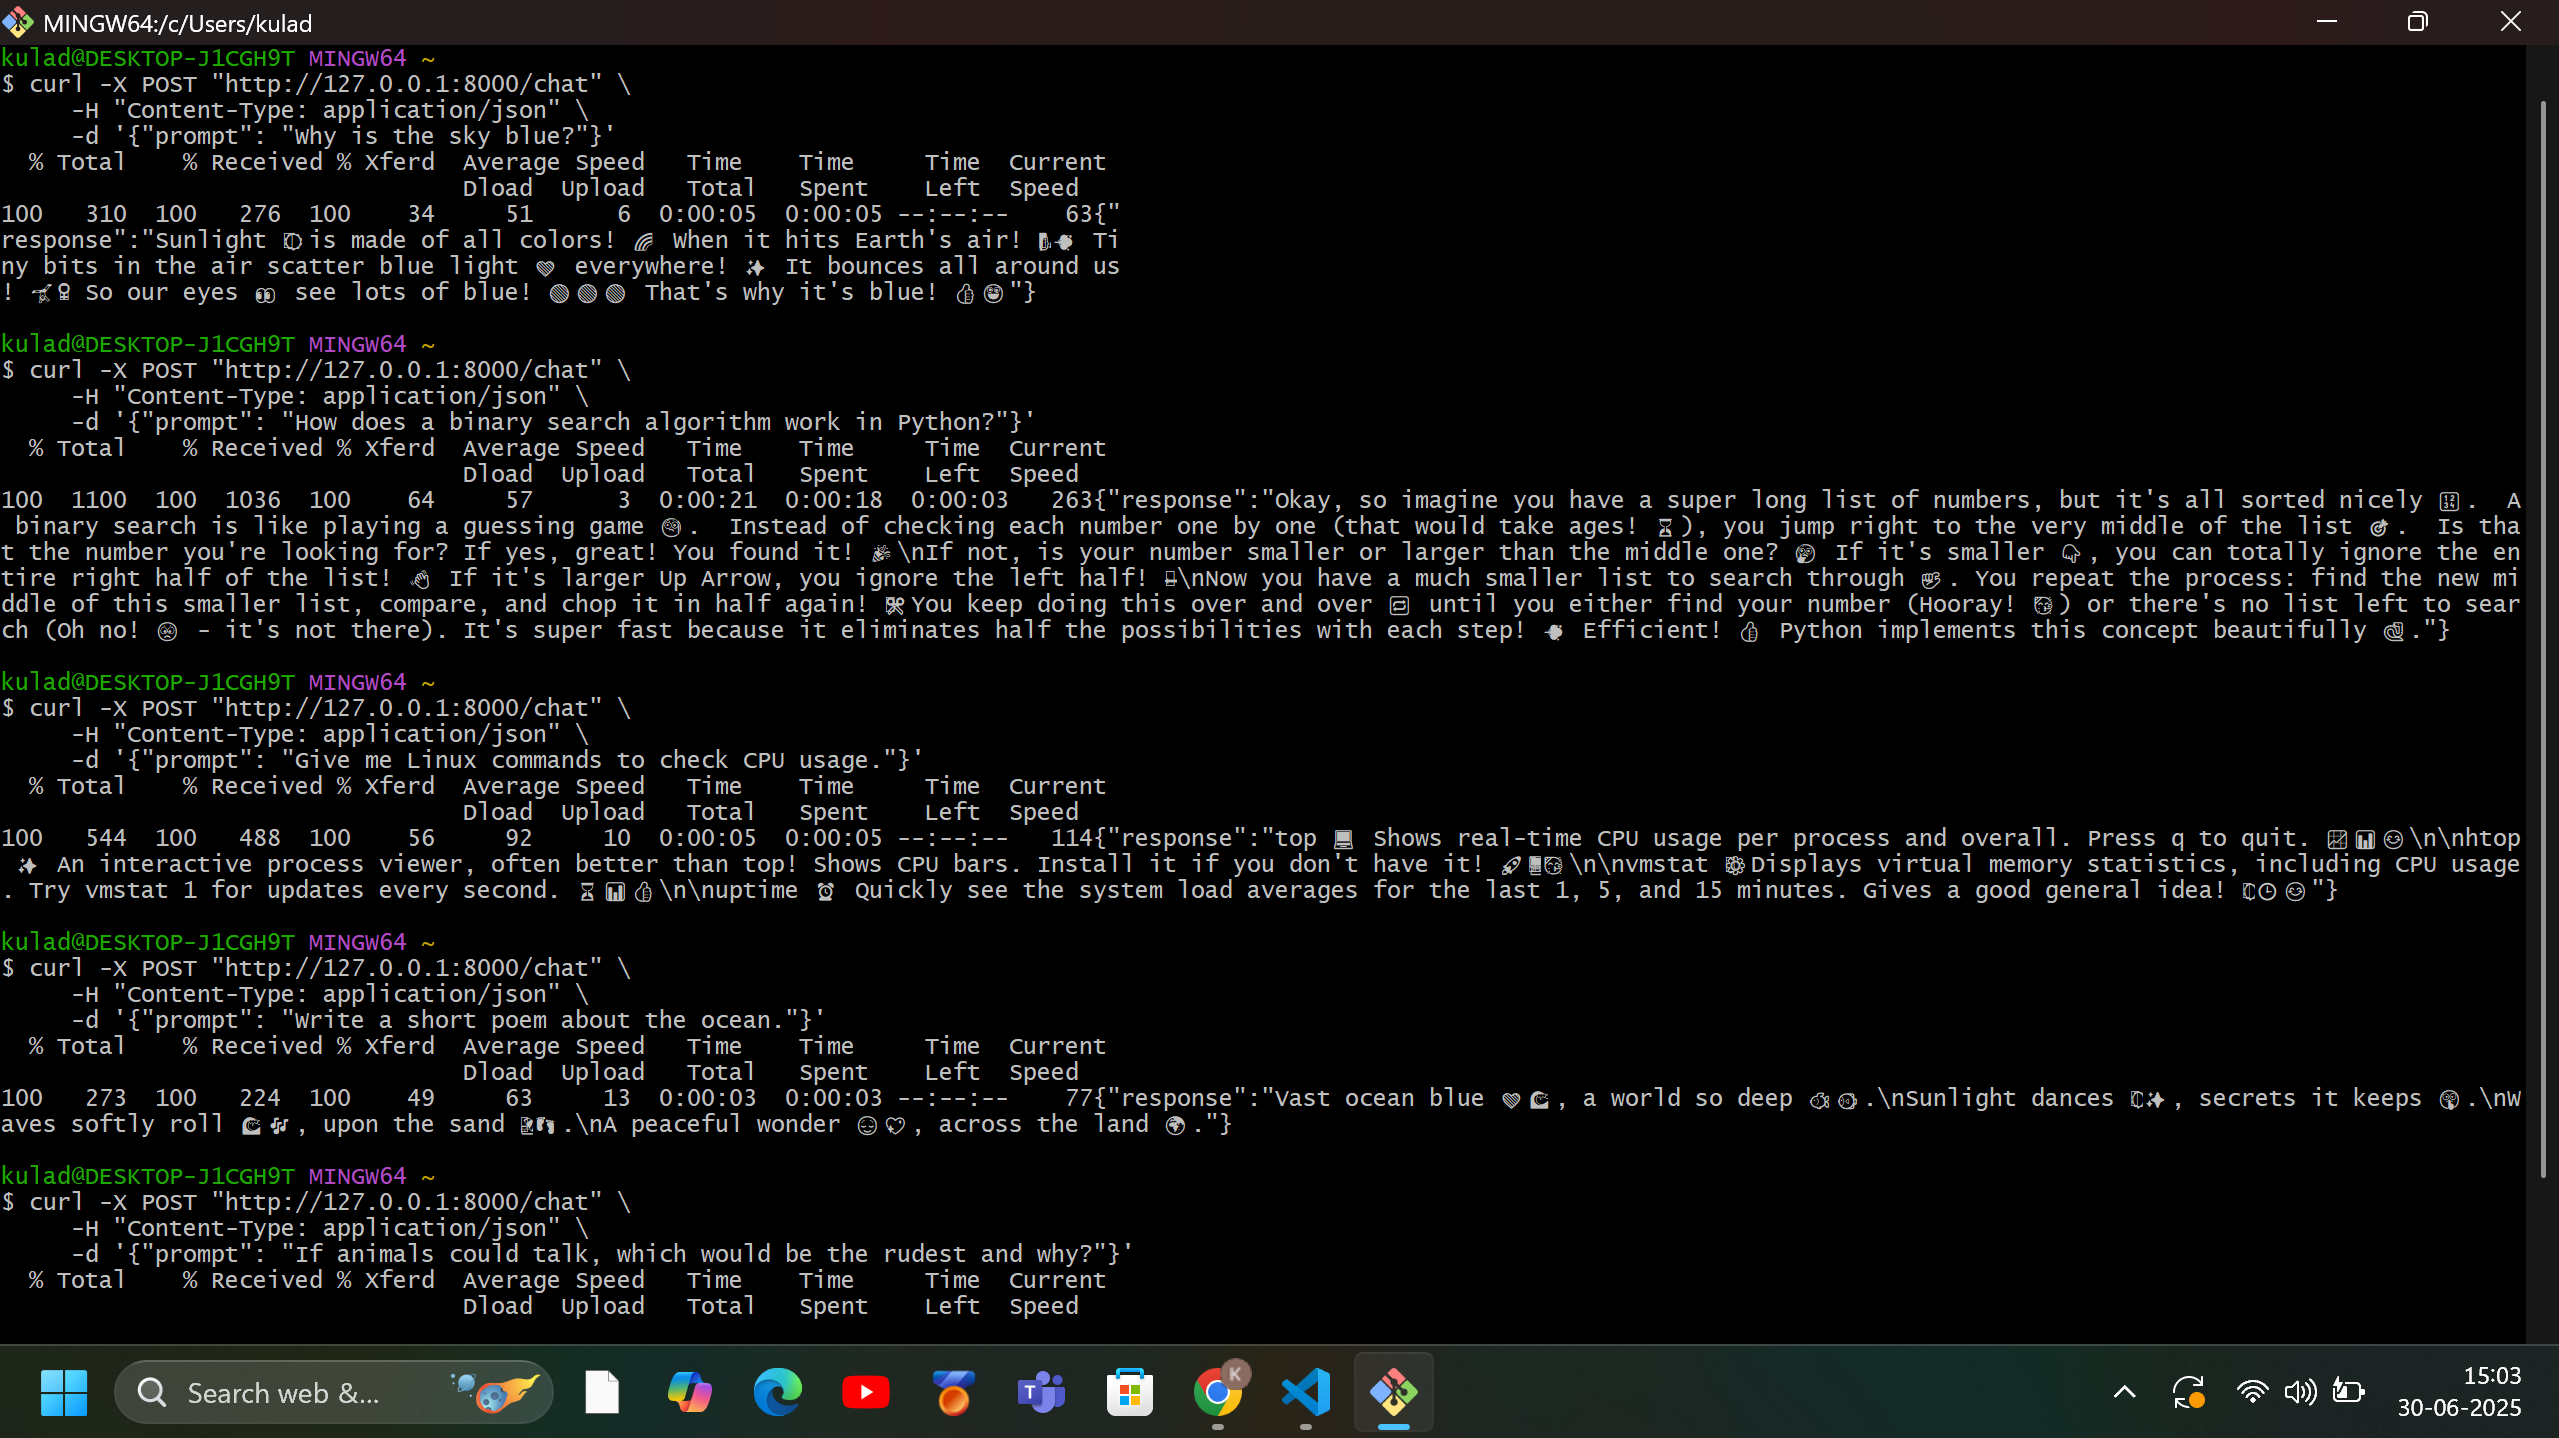 MINGW64:/c/Users/kulad
kulad@DESKTOP-J1CGH9T MINGW64 ~
$ curl -X POST "http://127.0.0.1:8000/chat" \
     -H "Content-Type: application/json" \
     -d '{"prompt": "Why is the sky blue?"}'
  % Total    % Received % Xferd  Average Speed   Time    Time     Time  Current
                                 Dload  Upload   Total   Spent    Left  Speed
100   310  100   276  100    34     51      6  0:00:05  0:00:05 --:--:--    63{"
response":"Sunlight is made of all colors! 🌈 When it hits Earth's air! Ti
ny bits in the air scatter blue light 💙 everywhere! ✨ It bounces all around us
! So our eyes 👀 see lots of blue! 🔵🔵🔵 That's why it's blue! 👍😀"}
kulad@DESKTOP-J1CGH9T MINGW64 ~
$ curl -X POST "http://127.0.0.1:8000/chat" \
     -H "Content-Type: application/json" \
     -d '{"prompt": "How does a binary search algorithm work in Python?"}'
  % Total    % Received % Xferd  Average Speed   Time    Time     Time  Current
                                 Dload  Upload   Total   Spent    Left  Speed
100  1100  100  1036  100    64     57      3  0:00:21  0:00:18  0:00:03   263{"response":"Okay, so imagine you have a super long list of numbers, but it's all sorted nicely 🔢.  A
 binary search is like playing a guessing game 🧐.  Instead of checking each number one by one (that would take ages! ⏳), you jump right to the very middle of the list 🎯.  Is tha
t the number you're looking for? If yes, great! You found it! 🎉\nIf not, is your number smaller or larger than the middle one? 🤔 If it's smaller 👇, you can totally ignore the en
tire right half of the list! 👋 If it's larger Up Arrow, you ignore the left half! \nNow you have a much smaller list to search through. You repeat the process: find the new mi
ddle of this smaller list, compare, and chop it in half again! You keep doing this over and over 🔁 until you either find your number (Hooray! 🥳) or there's no list left to sear
ch (Oh no! - it's not there). It's super fast because it eliminates half the possibilities with each step! Efficient! 👍 Python implements this concept beautifully 🐍."}
kulad@DESKTOP-J1CGH9T MINGW64 ~
$ curl -X POST "http://127.0.0.1:8000/chat" \
     -H "Content-Type: application/json" \
     -d '{"prompt": "Give me Linux commands to check CPU usage."}'
  % Total    % Received % Xferd  Average Speed   Time    Time     Time  Current
                                 Dload  Upload   Total   Spent    Left  Speed
100   544  100   488  100    56     92     10  0:00:05  0:00:05 --:--:--   114{"response":"top 💻 Shows real-time CPU usage per process and overall. Press q to quit. 📈📊😊\n\nhtop
 ✨ An interactive process viewer, often better than top! Shows CPU bars. Install it if you don't have it! 🚀\n\nvmstat Displays virtual memory statistics, including CPU usage
. Try vmstat 1 for updates every second. ⏳📊👍\n\nuptime ⏰ Quickly see the system load averages for the last 1, 5, and 15 minutes. Gives a good general idea! 😊"}
kulad@DESKTOP-J1CGH9T MINGW64 ~
$ curl -X POST "http://127.0.0.1:8000/chat" \
     -H "Content-Type: application/json" \
     -d '{"prompt": "Write a short poem about the ocean."}'
  % Total    % Received % Xferd  Average Speed   Time    Time     Time  Current
                                 Dload  Upload   Total   Spent    Left  Speed
100   273  100   224  100    49     63     13  0:00:03  0:00:03 --:--:--    77{"response":"Vast ocean blue 💙🌊, a world so deep 🐠🐡.\nSunlight dances ✨, secrets it keeps 🤫.\nW
aves softly roll 🌊🎶, upon the sand 👣.\nA peaceful wonder 😌💖, across the land 🌍."}
kulad@DESKTOP-J1CGH9T MINGW64 ~
$ curl -X POST "http://127.0.0.1:8000/chat" \
     -H "Content-Type: application/json" \
     -d '{"prompt": "If animals could talk, which would be the rudest and why?"}'
  % Total    % Received % Xferd  Average Speed   Time    Time     Time  Current
                                 Dload  Upload   Total   Spent    Left  Speed
Search web &...
K
T
15:03
30-06-2025